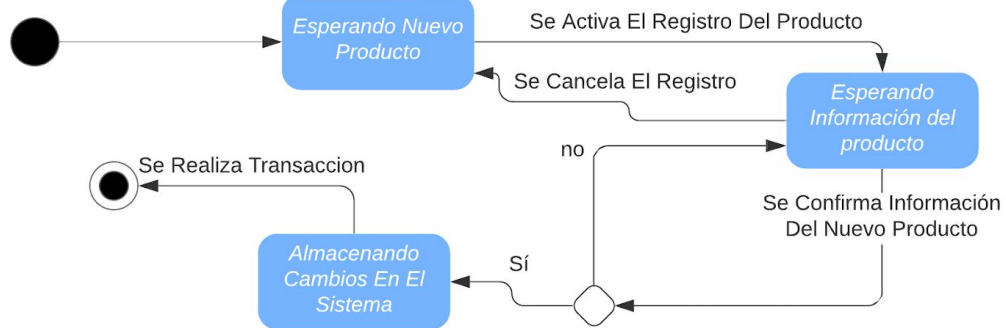 Esperando Nuevo
Producto
Se Activa El Registro Del Producto
Se Cancela El Registro
Esperando
Información del
producto
no
Se Realiza Transaccion
Se Confirma Información
Del Nuevo Producto
Almacenando
Cambios En El
Sistema
Sí